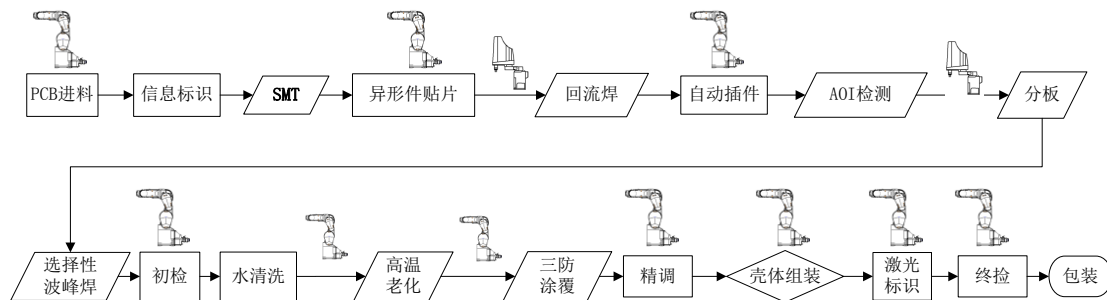 PCB进料
信息标识
SMT
异形件贴片
回流焊
自动插件
AOI检测
分板
选择性
波峰焊
初检
水清洗
高温
老化
三防
涂覆
精调
壳体组装
激光
标识
终捡
包装